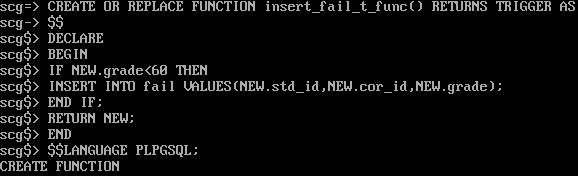 scg=> CREATE OR REPLACE FUNCTION insert_fail_t_func() RETURNS TRIGGER AS
scg-> $$
scg$> DECLARE
scg$> BEGIN
scg$> IF NEW.grade<60 THEN
scg$> INSERT INTO fail VALUES(NEW.std_id,NEW.cor_id,NEW.grade);
scg$> END IF;
scg$> RETURN NEW;
scg$> END
scg$> $$LANGUAGE PLPGSQL;
CREATE FUNCTION